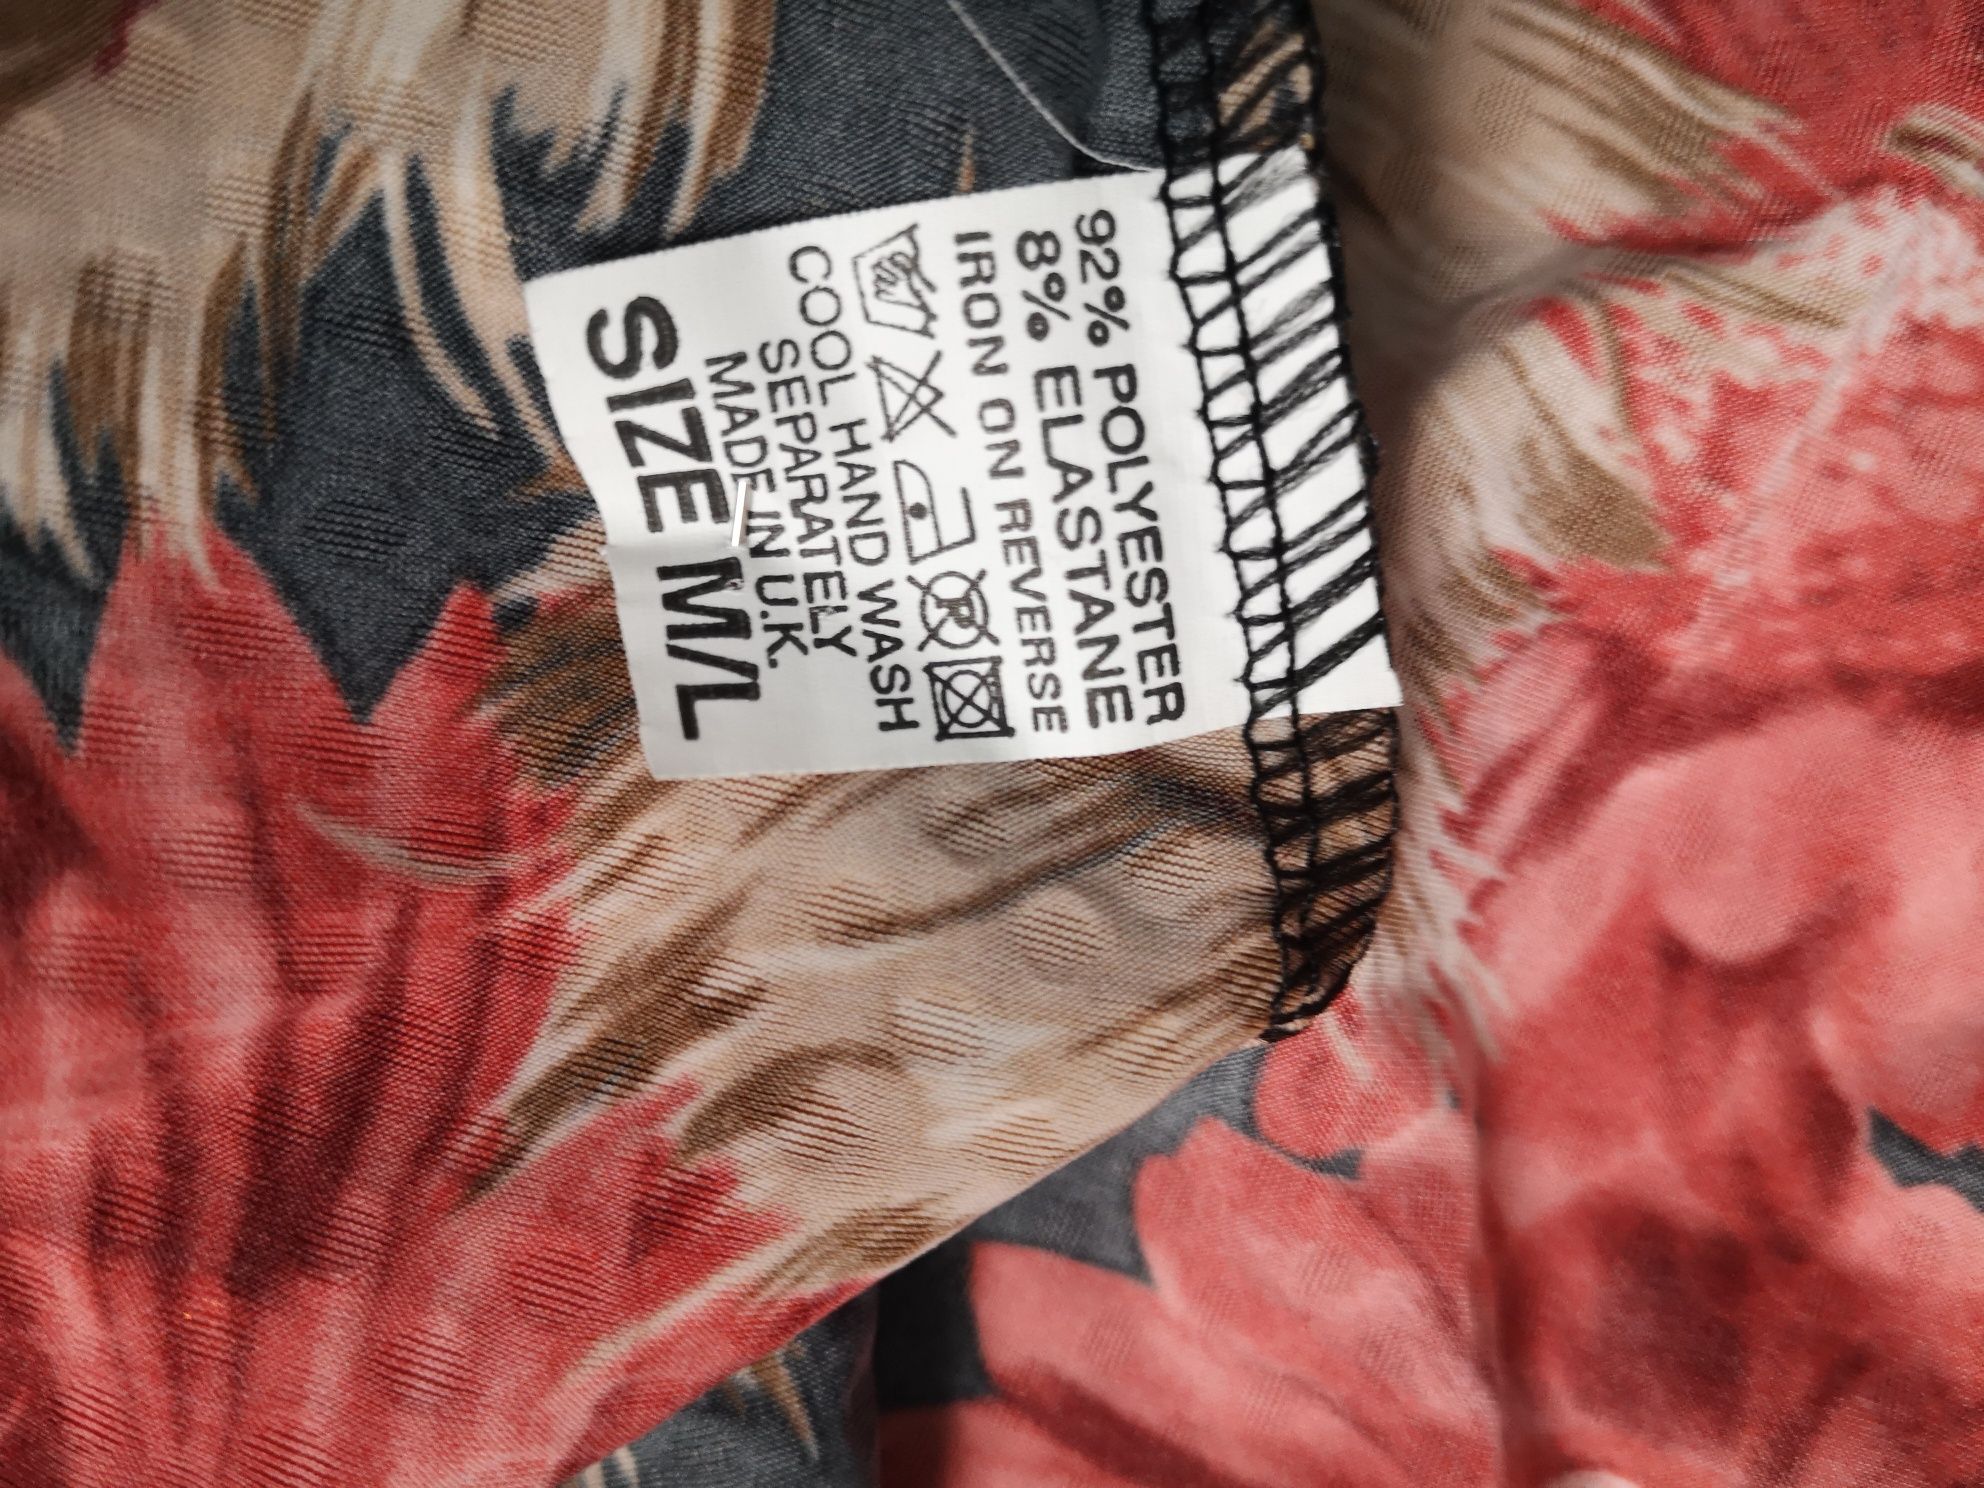 92% POLYESTER
8% ELASTANE
IRON ON REVERSE
COOL HAND WASH
SEPARATELY
MADE IN U.K.
SIZE M/L